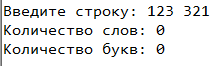 Введите строку: 123 321
Количество слов: 0
Количество букв: 0